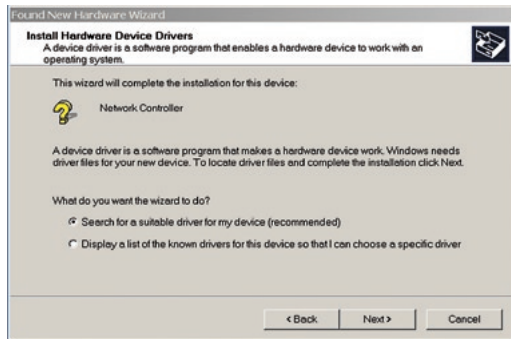 Found New Hardware Wizard
Install Hardware Device Drivers
A device driver is a software program that enables a hardware device to work with an
operating system.
This wizard will complete the installation for this device:
Network Controller
A device driver is a software program that makes a hardware device work. Windows needs
driver files for your new device. To locate driver files and complete the installation click Next.
What do you want the wizard to do?
Search for a suitable driver for my device (recommended)
Display a list of the known drivers for this device so that I can choose a specific driver
< Back Next > Cancel